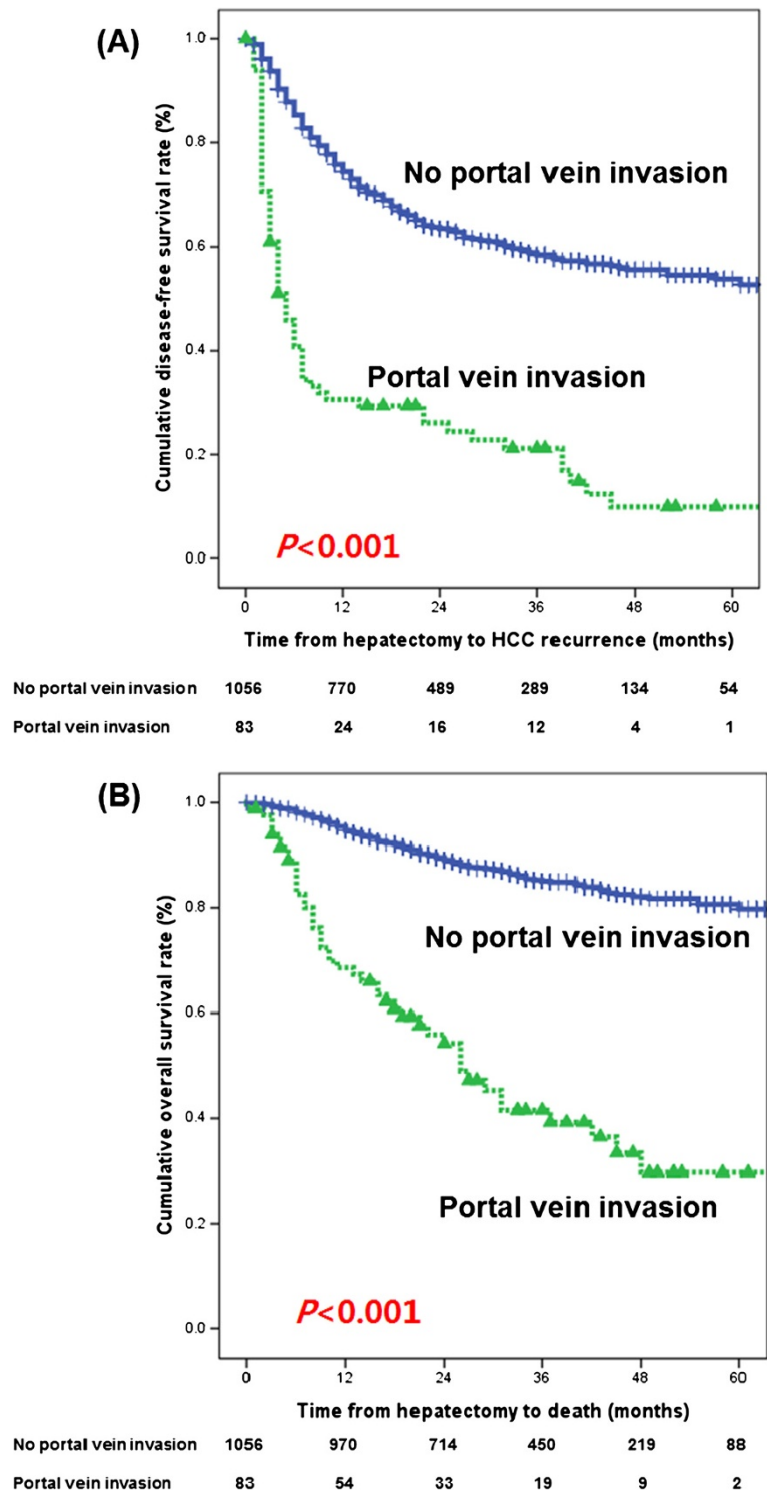 (A)
Cumulative disease-free survival rate (%)
1.0
0.8
0.6
0.4
0.2
0.0
No portal vein invasion
Portal vein invasion
P<0.001
0 12 24 36 48 60
Time from hepatectomy to HCC recurrence (months)
No portal vein invasion 1056 770 489 289 134 54
Portal vein invasion 83 24 16 12 4 1
(B)
Cumulative overall survival rate (%)
1.0
0.8
0.6
0.4
0.2
0.0
No portal vein invasion
Portal vein invasion
P<0.001
0 12 24 36 48 60
Time from hepatectomy to death (months)
No portal vein invasion 1056 970 714 450 219 88
Portal vein invasion 83 54 33 19 9 2